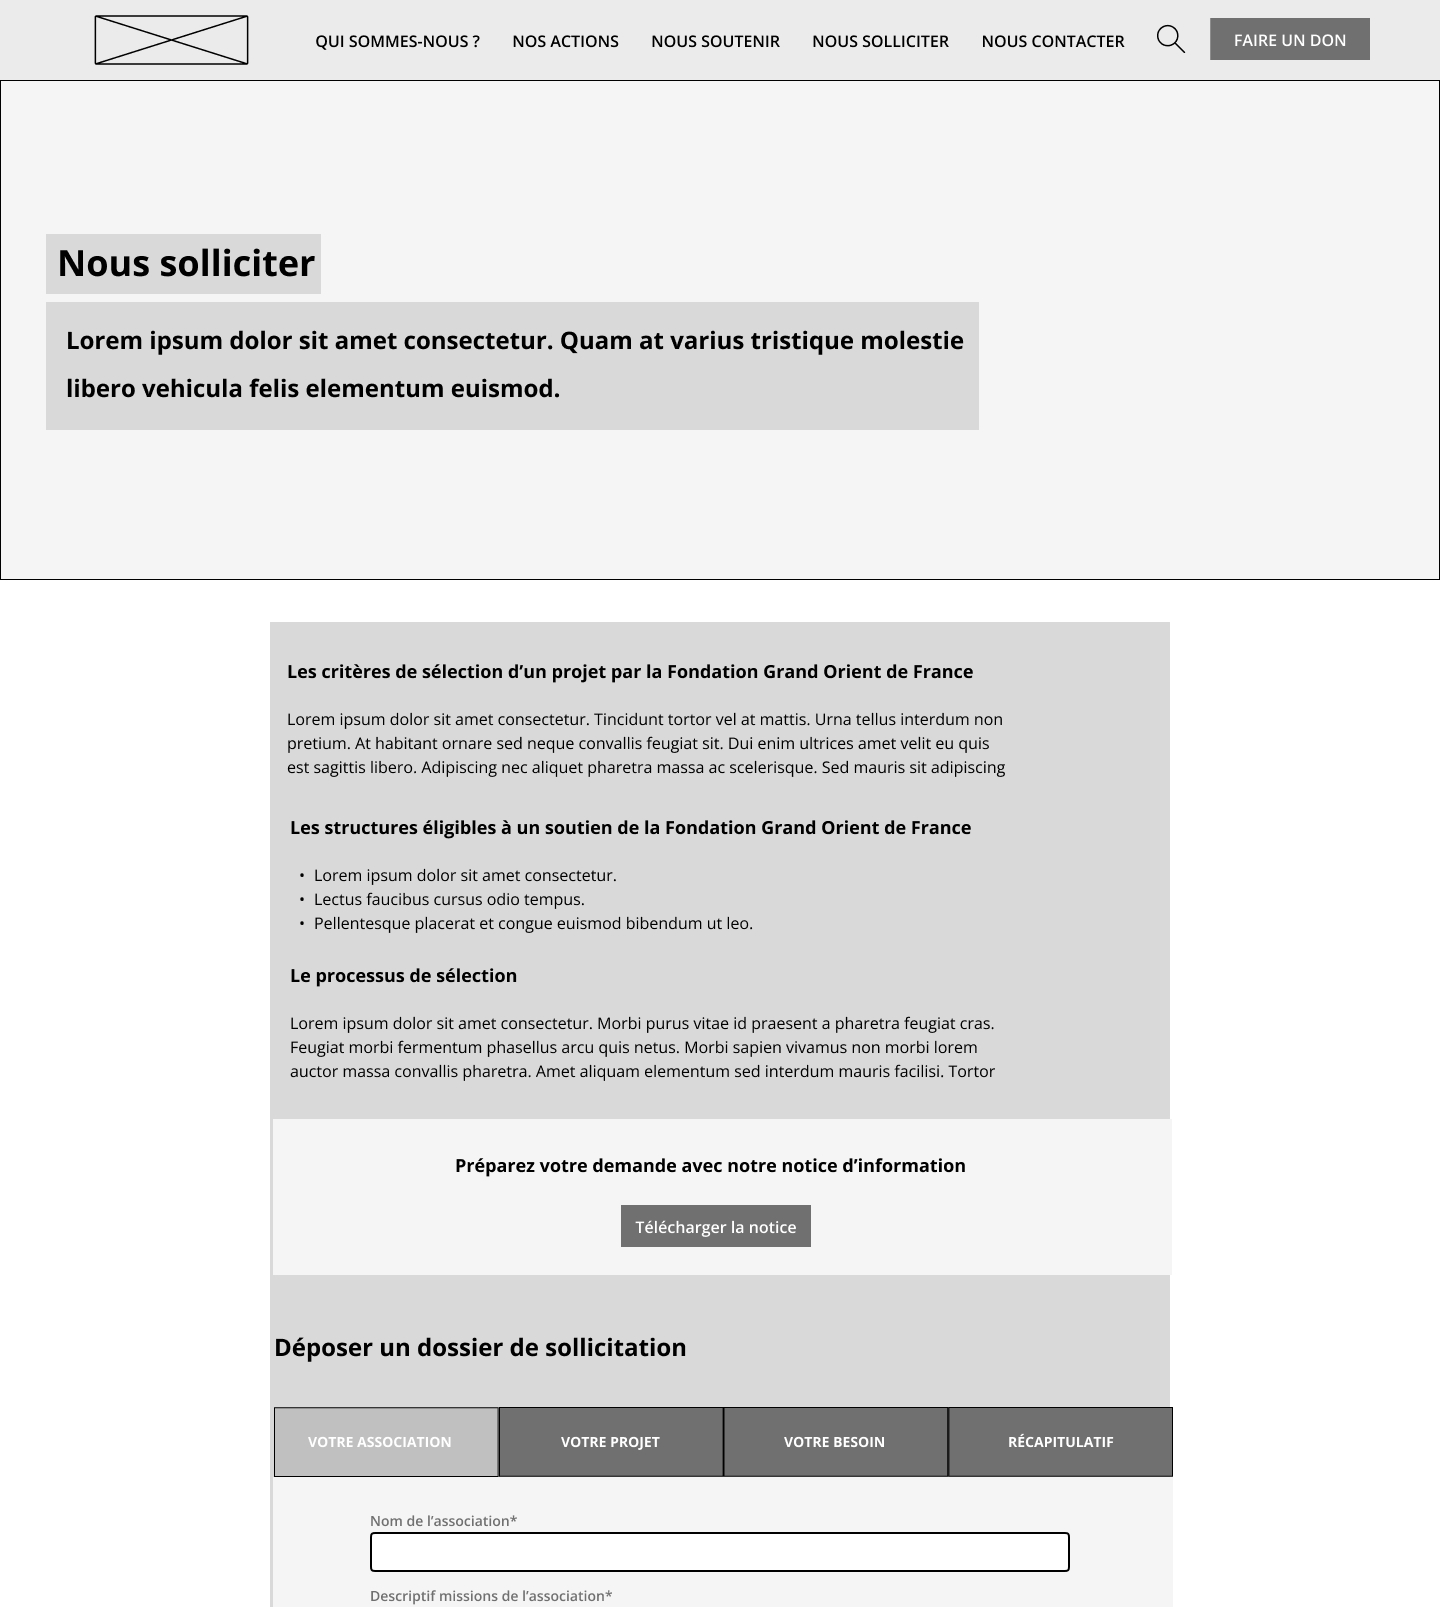 QUI SOMMES-NOUS ? NOS ACTIONS NOUS SOUTENIR NOUS SOLLICITER NOUS CONTACTER FAIRE UN DON
Nous solliciter
Lorem ipsum dolor sit amet consectetur. Quam at varius tristique molestie
libero vehicula felis elementum euismod.
Les critères de sélection d’un projet par la Fondation Grand Orient de France
Lorem ipsum dolor sit amet consectetur. Tincidunt tortor vel at mattis. Urna tellus interdum non
pretium. At habitant ornare sed neque convallis feugiat sit. Dui enim ultrices amet velit eu quis
est sagittis libero. Adipiscing nec aliquet pharetra massa ac scelerisque. Sed mauris sit adipiscing
Les structures éligibles à un soutien de la Fondation Grand Orient de France
• Lorem ipsum dolor sit amet consectetur.
• Lectus faucibus cursus odio tempus.
• Pellentesque placerat et congue euismod bibendum ut leo.
Le processus de sélection
Lorem ipsum dolor sit amet consectetur. Morbi purus vitae id praesent a pharetra feugiat cras.
Feugiat morbi fermentum phasellus arcu quis netus. Morbi sapien vivamus non morbi lorem
auctor massa convallis pharetra. Amet aliquam elementum sed interdum mauris facilisi. Tortor
Préparez votre demande avec notre notice d’information
Télécharger la notice
Déposer un dossier de sollicitation
VOTRE ASSOCIATION VOTRE PROJET VOTRE BESOIN RÉCAPITULATIF
Nom de l’association*
Descriptif missions de l’association*